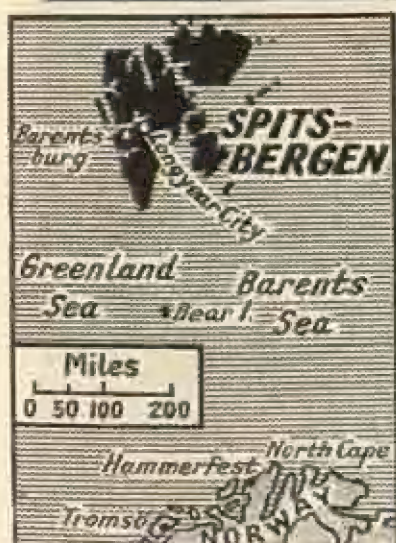 SPITS-
BERGEN
Barents
burg
Longyear City
Greenland
Sea
Barents
Sea
Bear I.
Miles
0 50 100 200
North Cape
Hammerfest
Tromsö
NORWAY